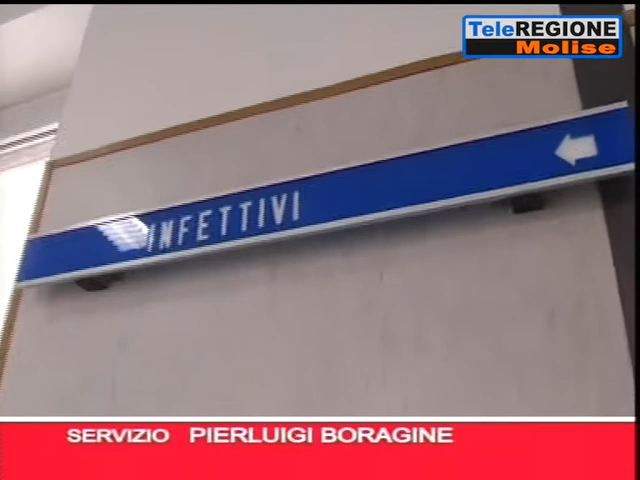 TeleREGIONE
Molise
INFETTIVI
SERVIZIO PIERLUIGI BORAGINE